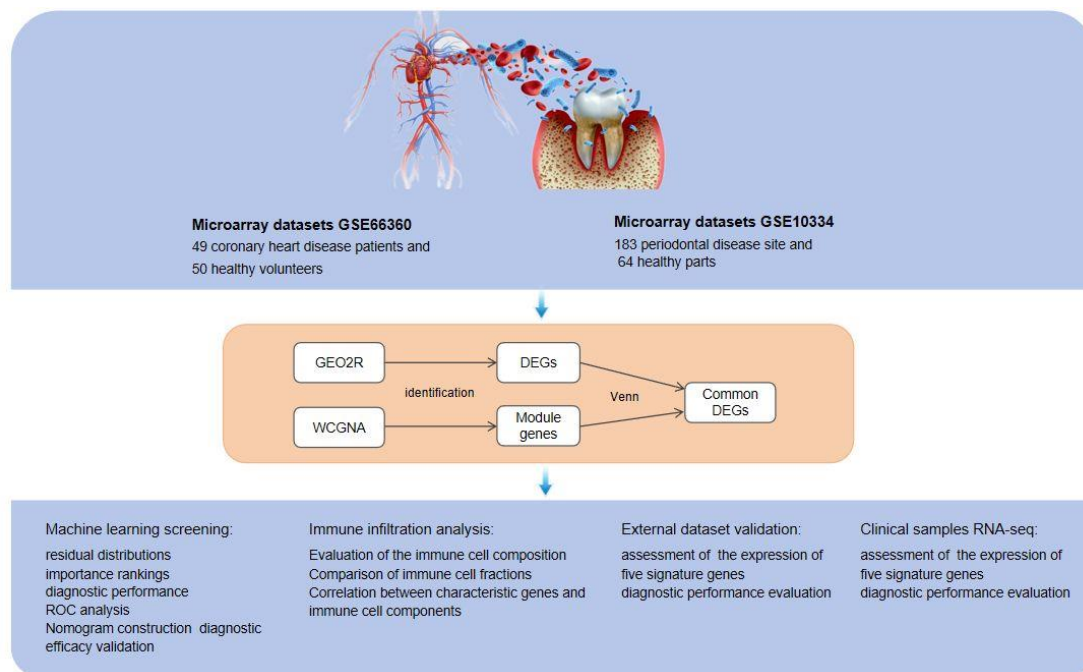 Microarray datasets GSE66360
49 coronary heart disease patients and
50 healthy volunteers
Microarray datasets GSE10334
183 periodontal disease site and
64 healthy parts
GEO2R
identification
DEGs
Venn
Common
DEGs
WCGNA
Module
genes
Machine learning screening:
residual distributions
importance rankings
diagnostic performance
ROC analysis
Nomogram construction diagnostic
efficacy validation
Immune infiltration analysis:
Evaluation of the immune cell composition
Comparison of immune cell fractions
Correlation between characteristic genes and
immune cell components
External dataset validation:
assessment of the expression of
five signature genes
diagnostic performance evaluation
Clinical samples RNA-seq:
assessment of the expression of
five signature genes
diagnostic performance evaluation